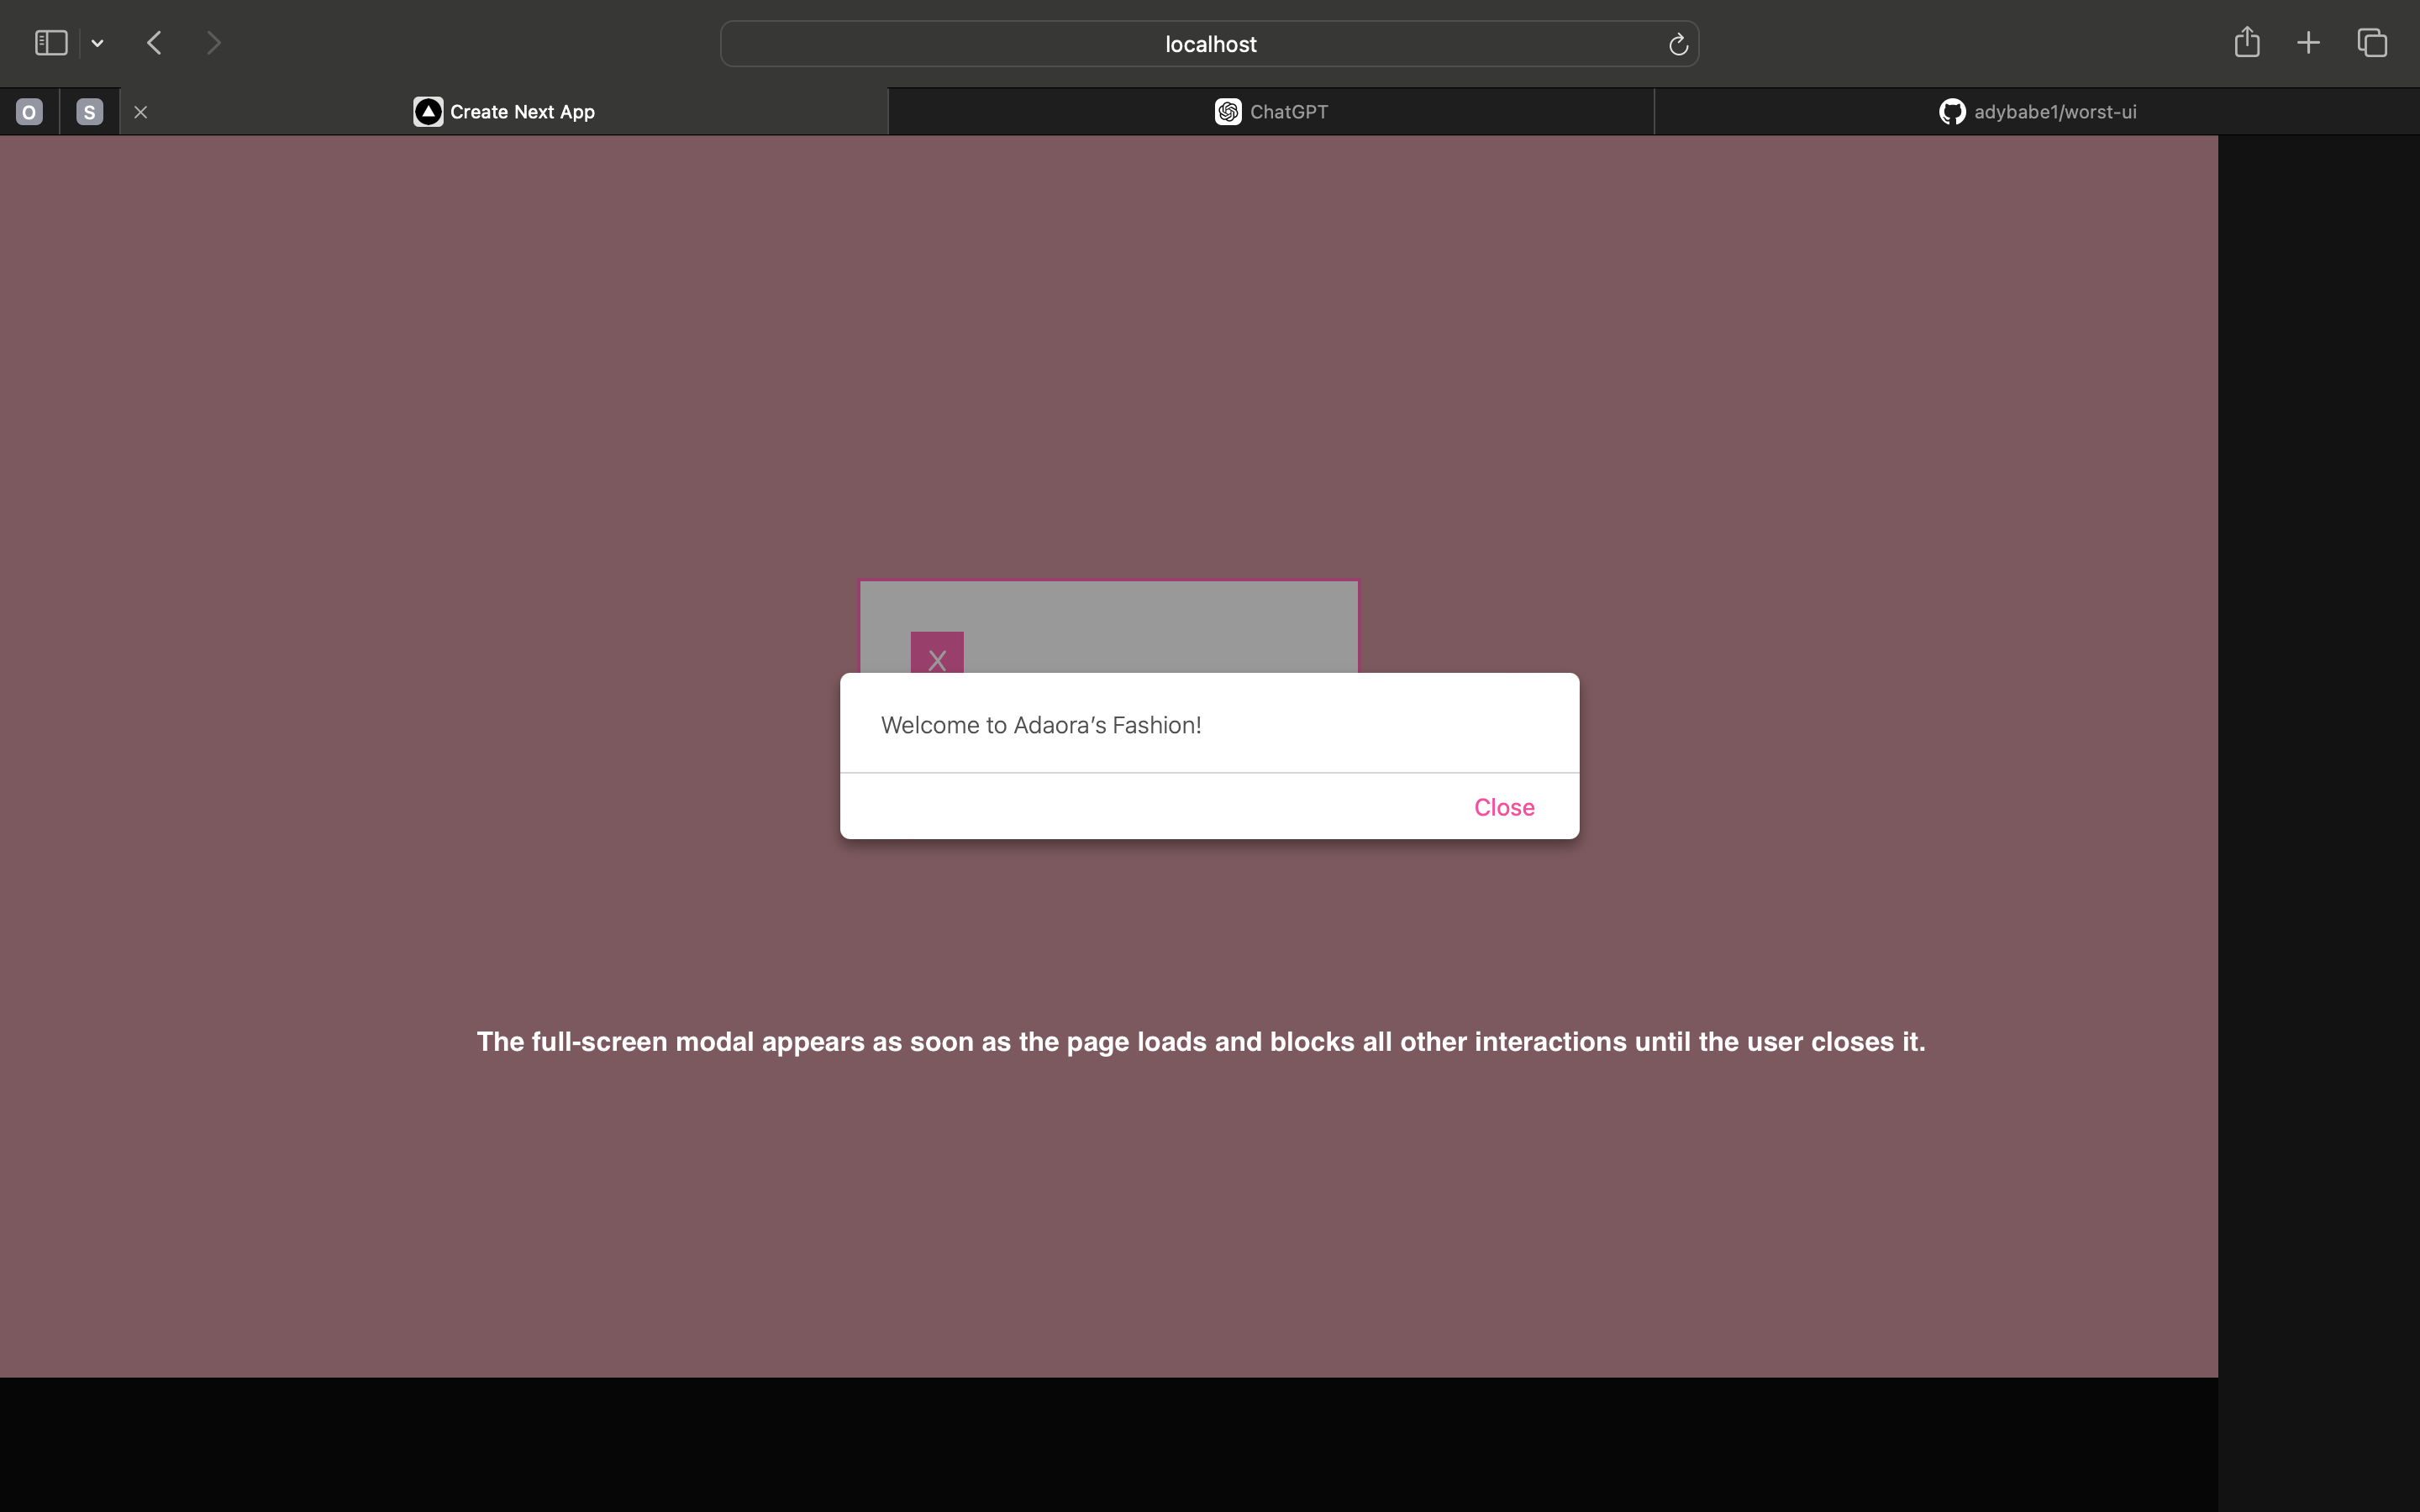 localhost
O
S
Create Next App
ChatGPT
adybabe1/worst-ui
X
Welcome to Adaora's Fashion!
Close
The full-screen modal appears as soon as the page loads and blocks all other interactions until the user closes it.